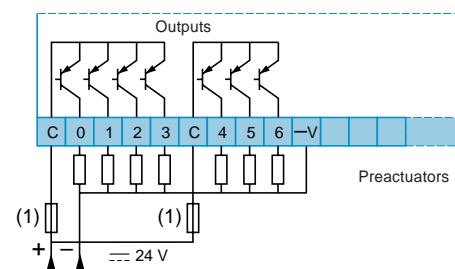 Outputs
C 0 1 2 3 C 4 5 6 —V
Preactuators
(1) (1)
+ − ⎓ 24 V